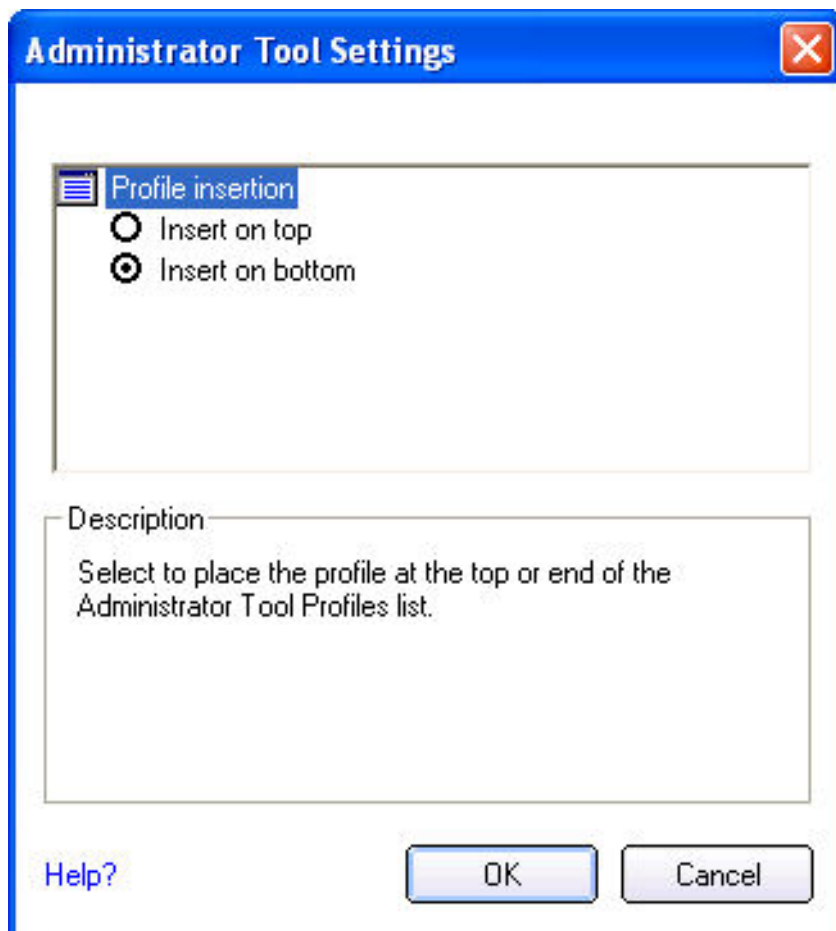 Administrator Tool Settings
Profile insertion
Insert on top
Insert on bottom
Description
Select to place the profile at the top or end of the
Administrator Tool Profiles list.
Help?
OK
Cancel